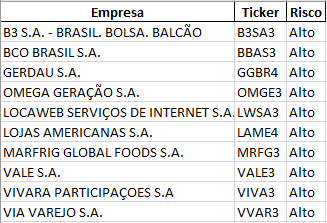 Empresa Ticker Risco
B3 S.A. - BRASIL. BOLSA. BALCÃO B3SA3 Alto
BCO BRASIL S.A. BBAS3 Alto
GERDAU S.A. GGBR4 Alto
OMEGA GERAÇÃO S.A. OMGE3 Alto
LOCAWEB SERVIÇOS DE INTERNET S.A. LWSA3 Alto
LOJAS AMERICANAS S.A. LAME4 Alto
MARFRIG GLOBAL FOODS S.A. MRFG3 Alto
VALE S.A. VALE3 Alto
VIVARA PARTICIPAÇOES S.A VIVA3 Alto
VIA VAREJO S.A. VVAR3 Alto